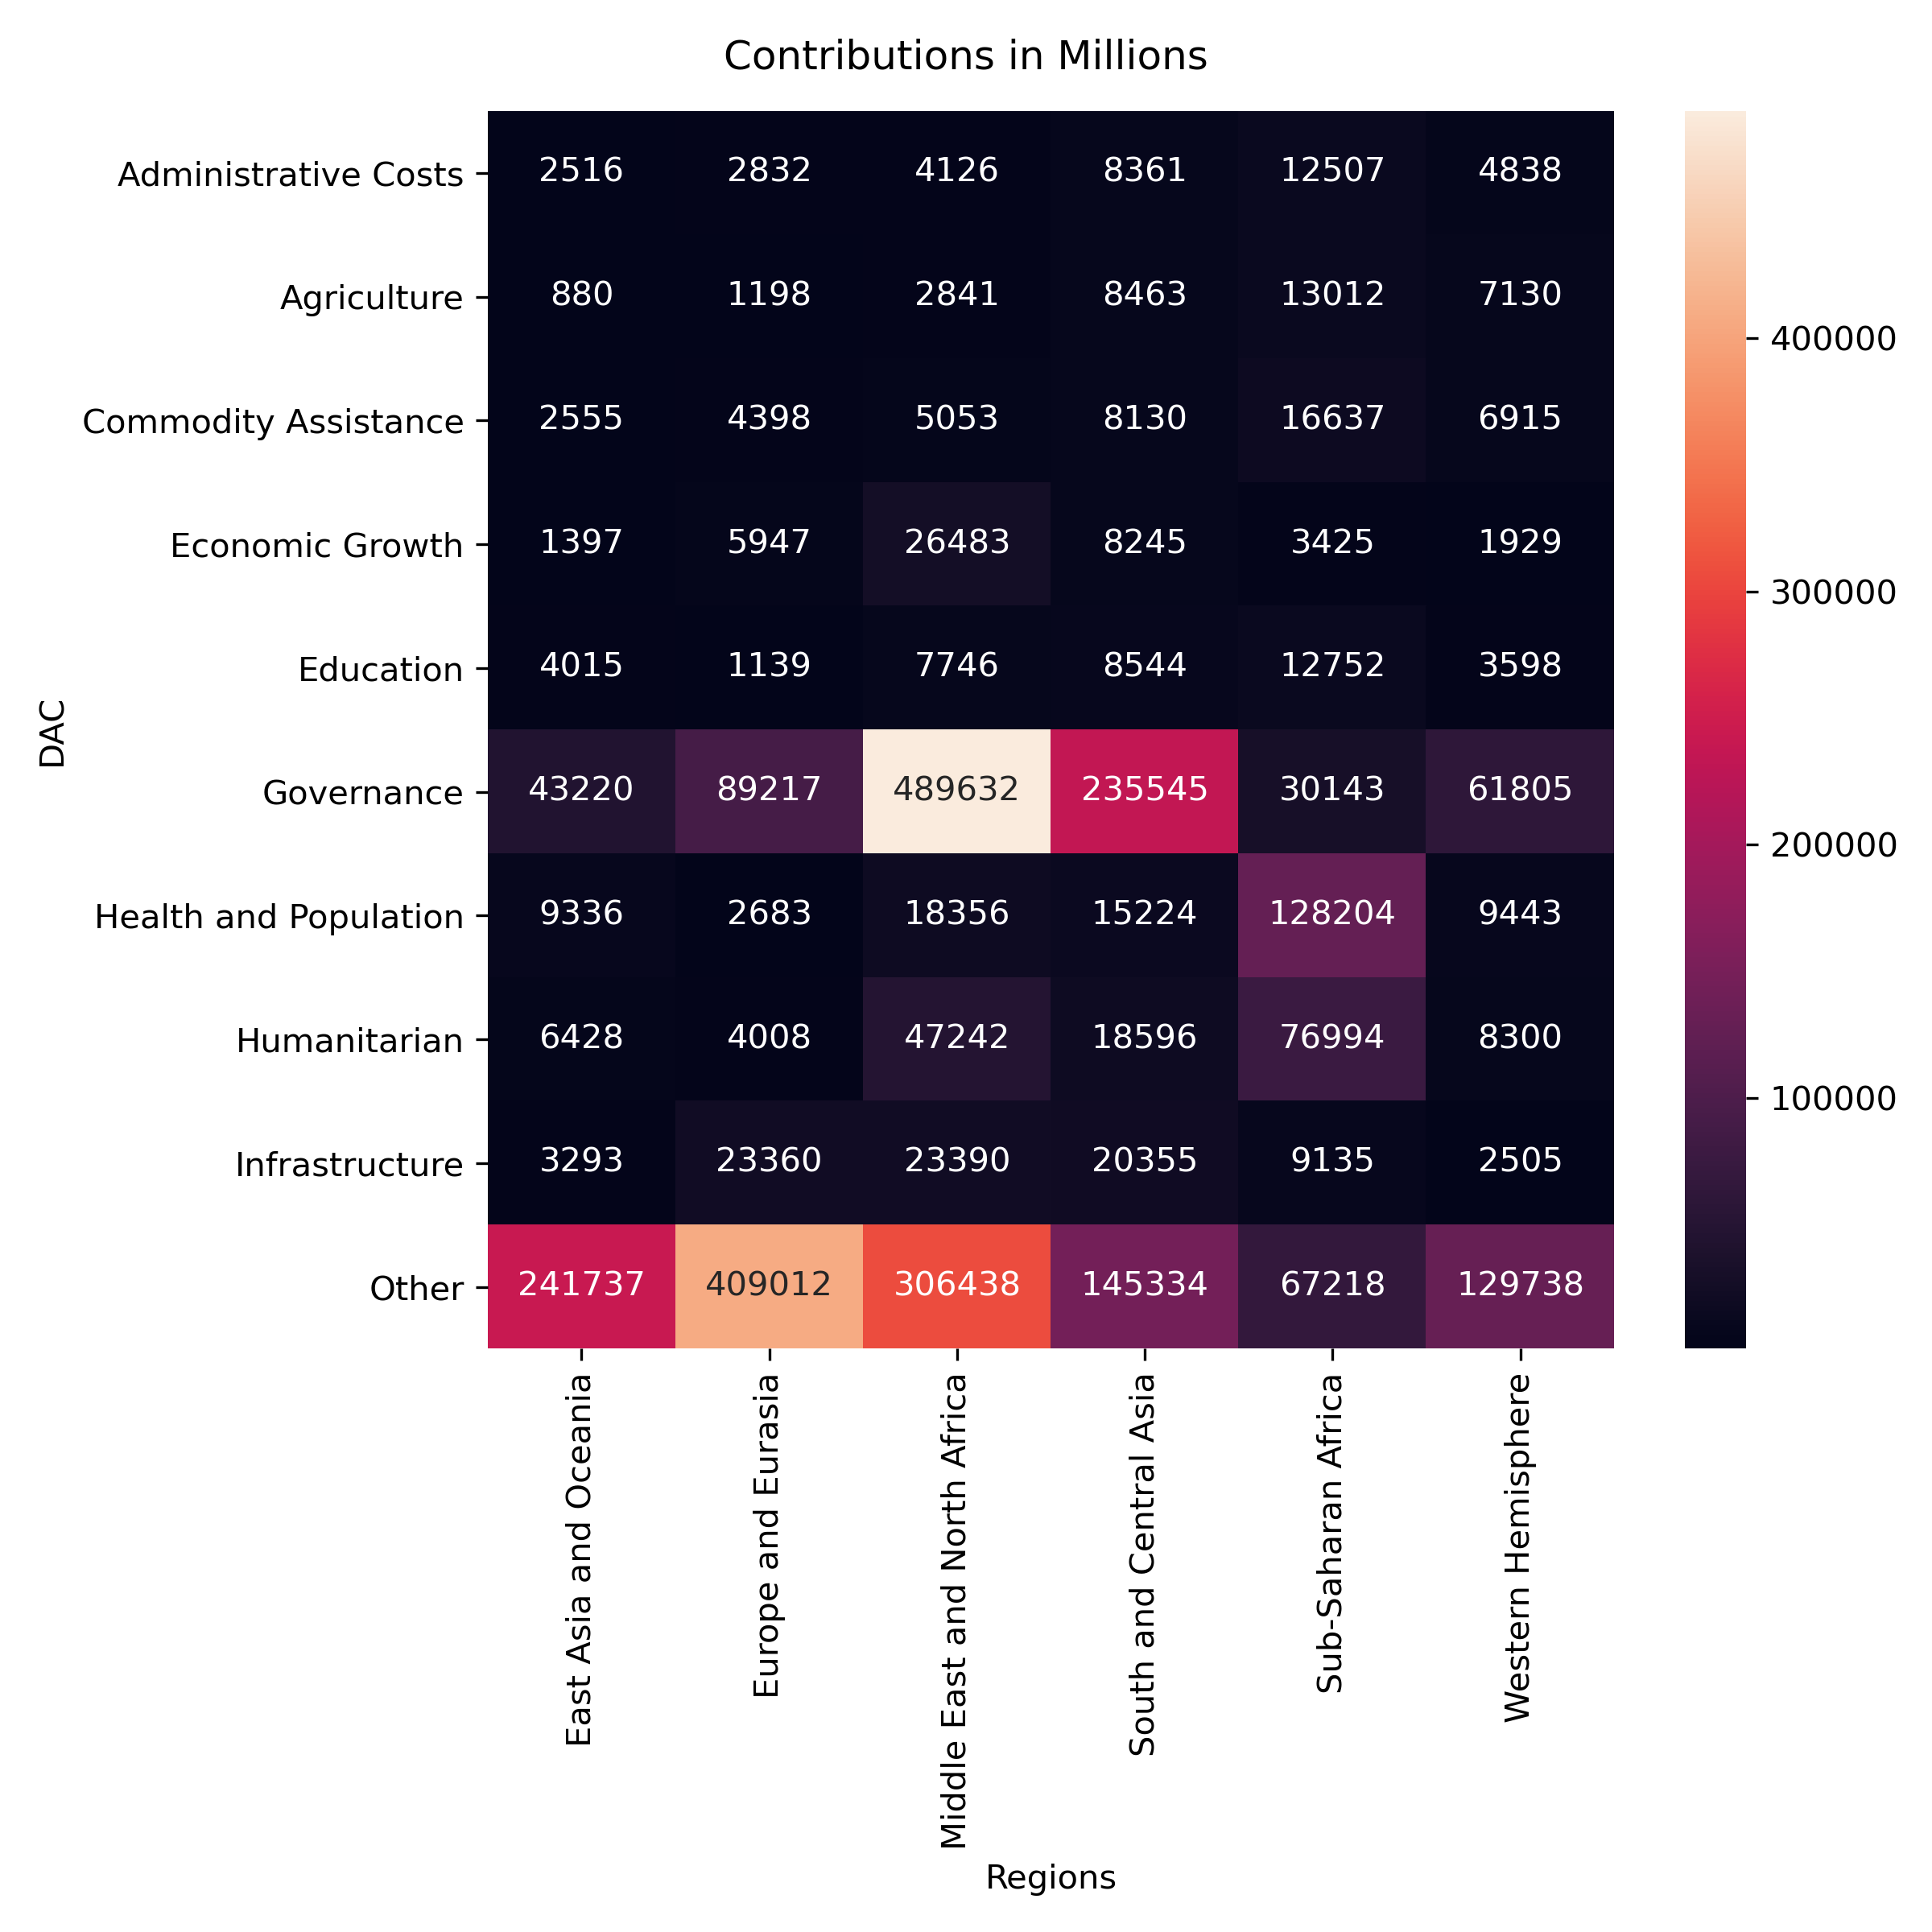 Contributions in Millions
Administrative Costs 2516 2832 4126 8361 12507 4838
Agriculture 880 1198 2841 8463 13012 7130
400000
Commodity Assistance 2555 4398 5053 8130 16637 6915
Economic Growth 1397 5947 26483 8245 3425 1929
300000
Education 4015 1139 7746 8544 12752 3598
DAC
Governance 43220 89217 489632 235545 30143 61805
200000
Health and Population 9336 2683 18356 15224 128204 9443
Humanitarian 6428 4008 47242 18596 76994 8300
100000
Infrastructure 3293 23360 23390 20355 9135 2505
Other 241737 409012 306438 145334 67218 129738
East Asia and Oceania
Europe and Eurasia
Middle East and North Africa
South and Central Asia
Sub-Saharan Africa
Western Hemisphere
Regions